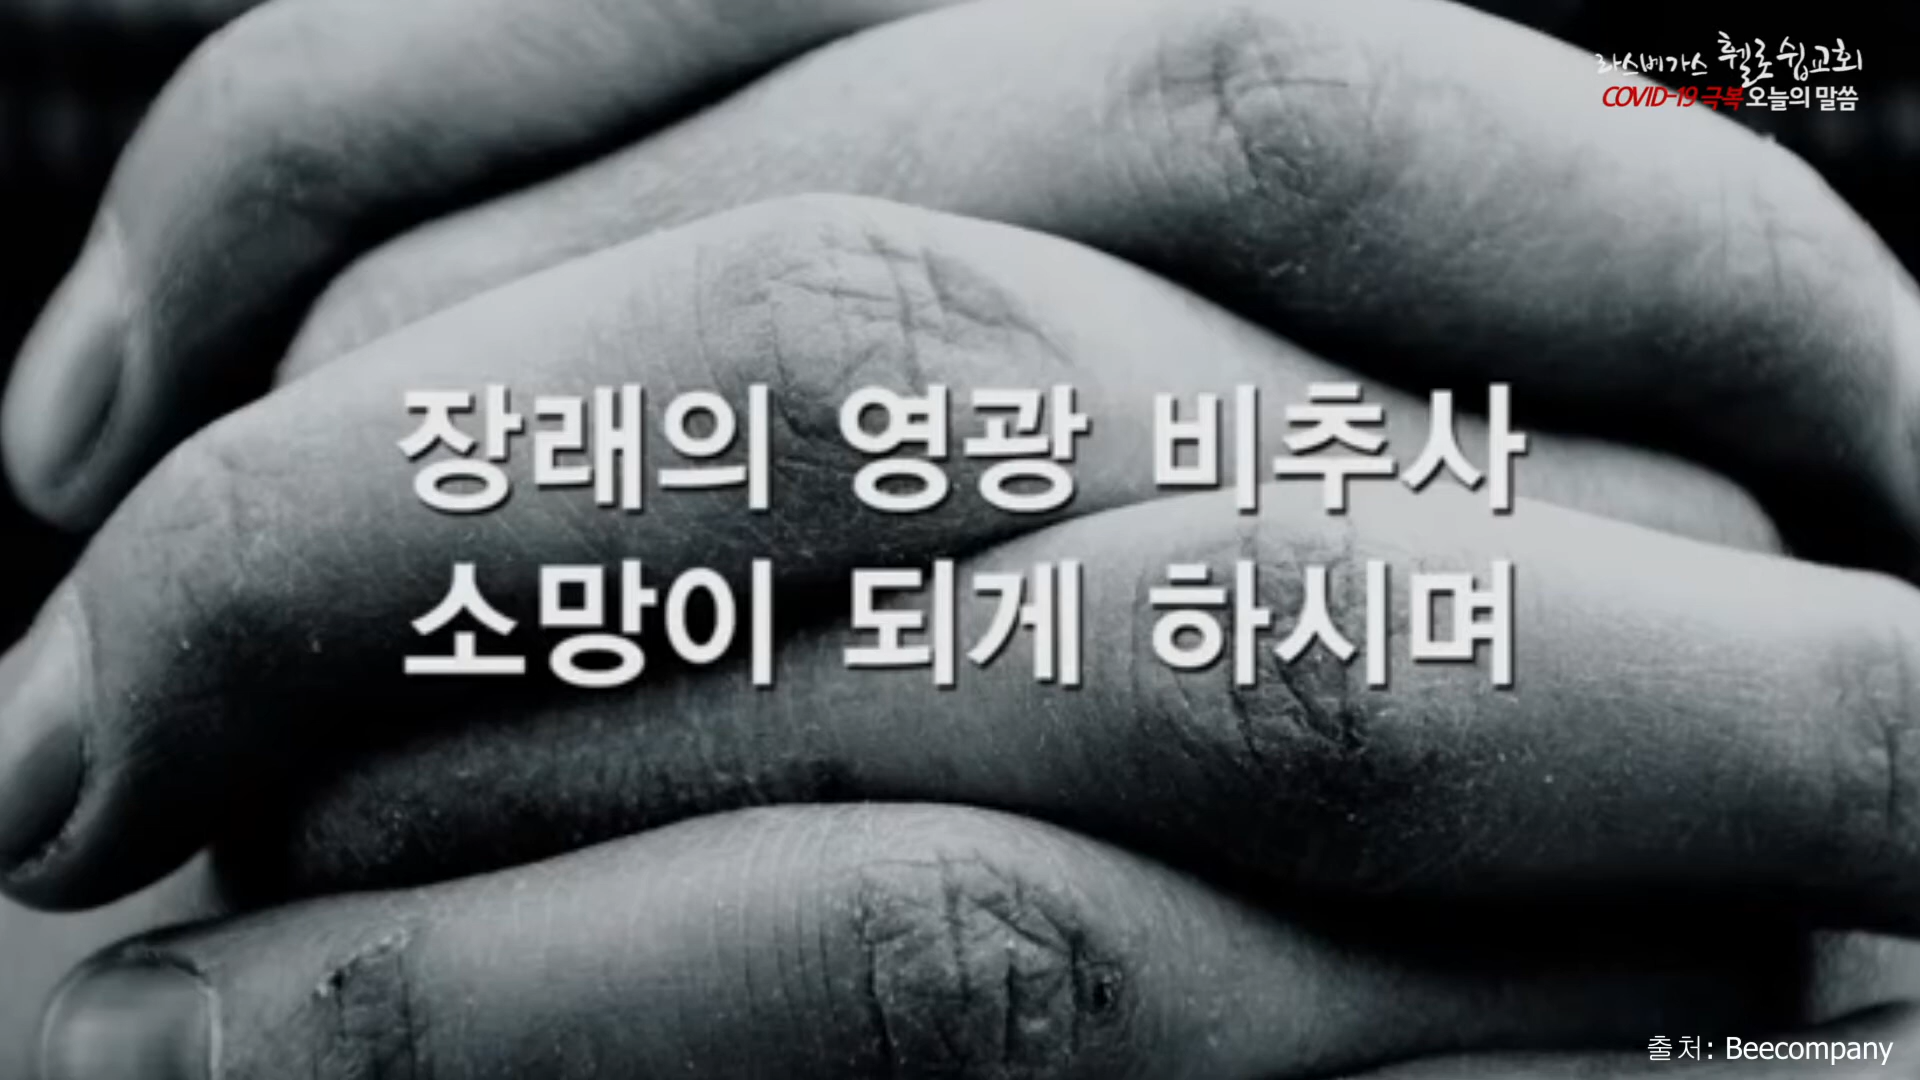 라스베가스 휄로쉽교회
COVID-19 극복 오늘의 말씀
장래의 영광 비추사
소망이 되게 하시며
출처: Beecompany